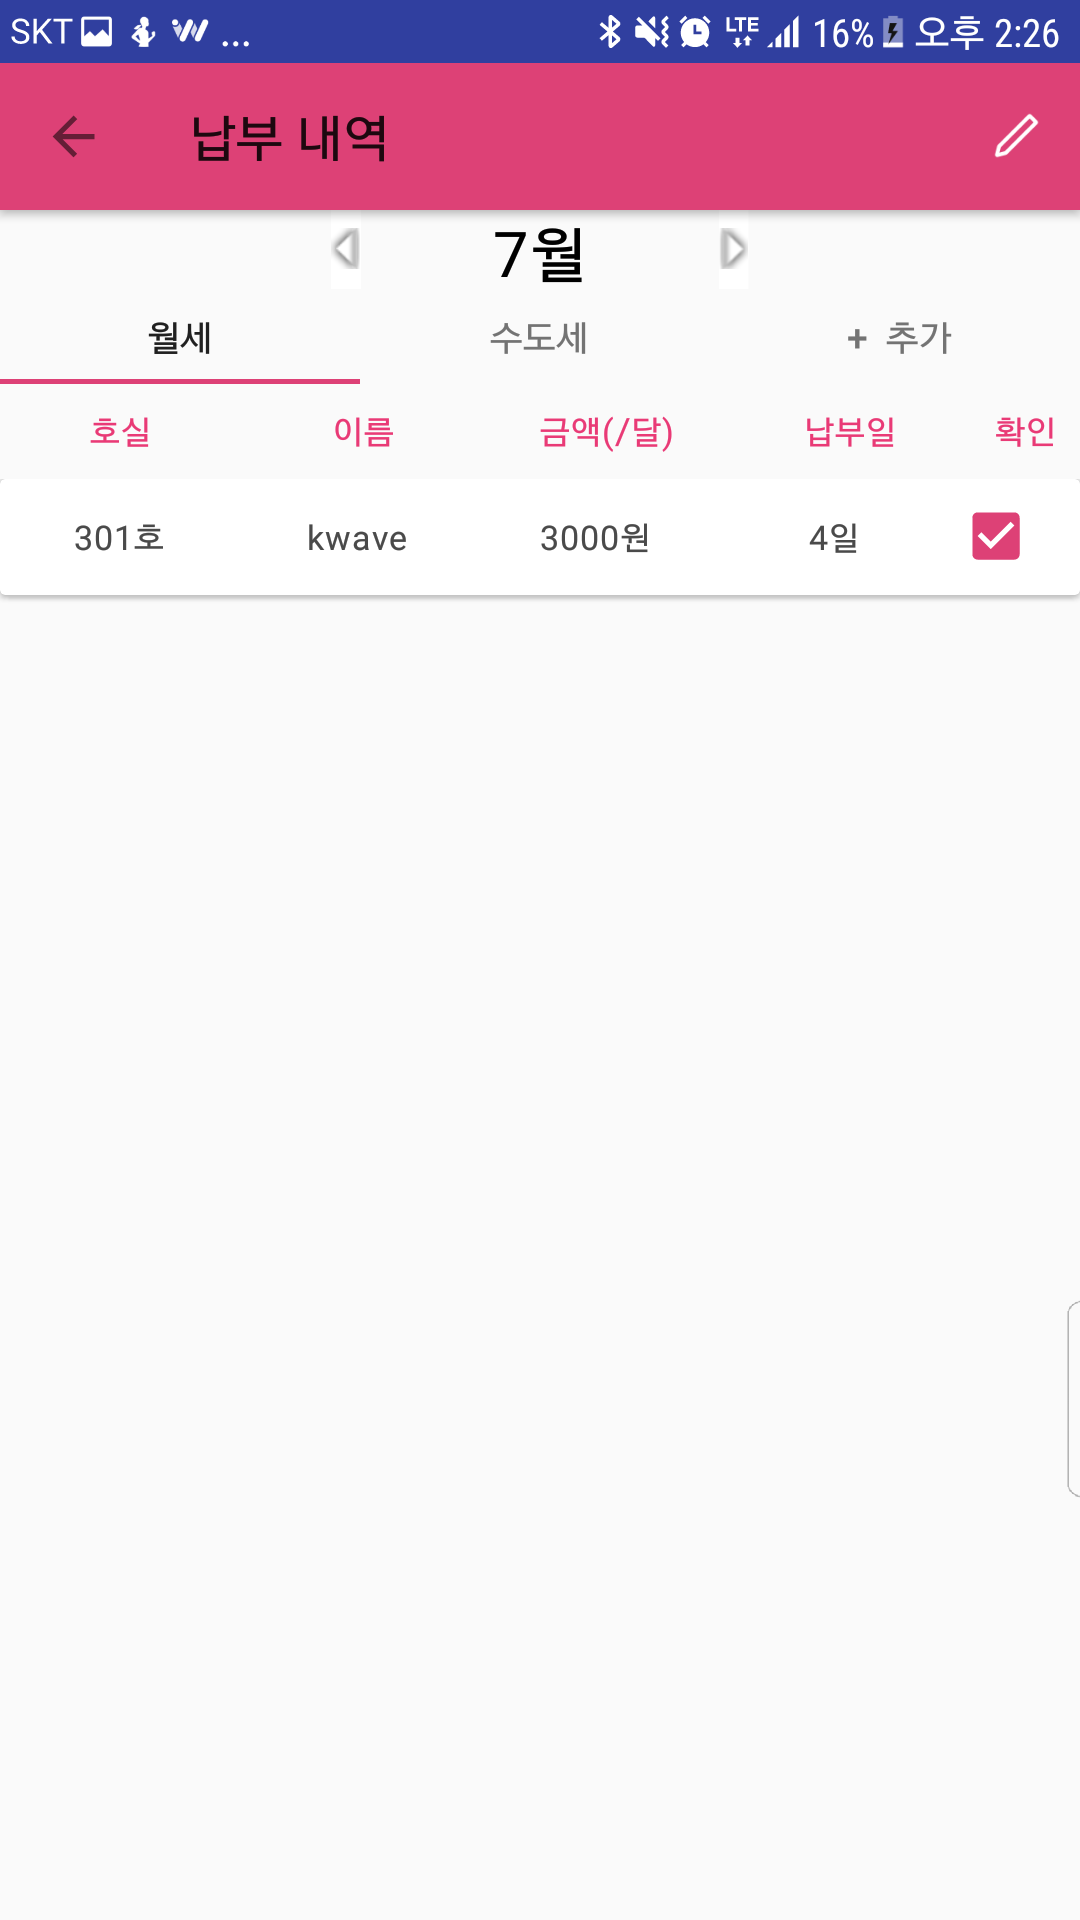 SKT ... LTE 16% 오후 2:26
납부 내역
7월
월세 수도세 + 추가
호실 이름 금액(/달) 납부일 확인
301호 kwave 3000원 4일